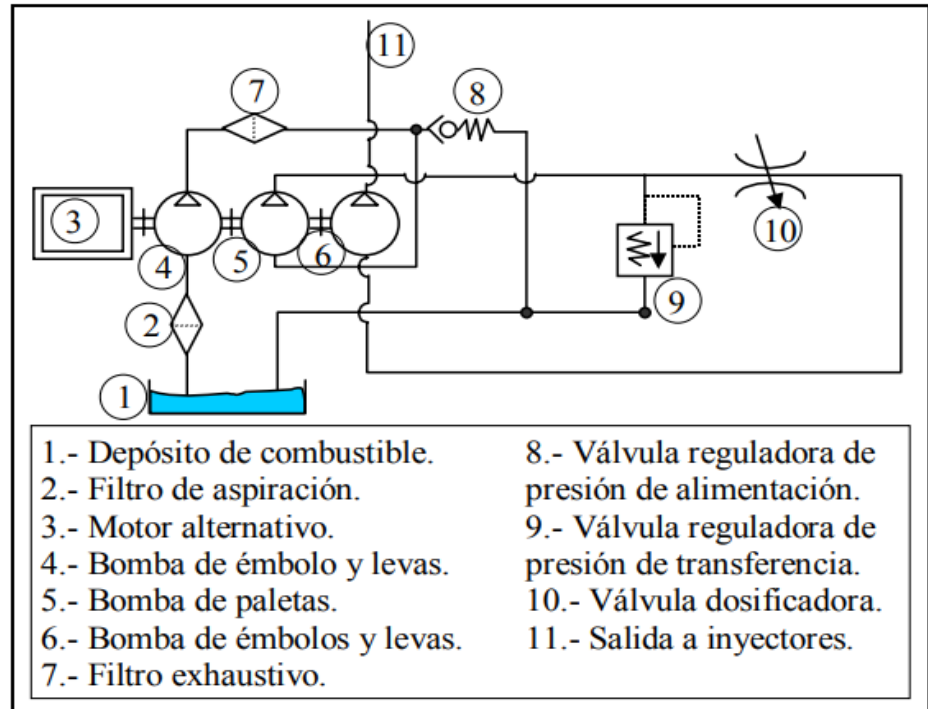 11
7
8
3
4
5
6
10
9
2
1
1.- Depósito de combustible.
2.- Filtro de aspiración.
3.- Motor alternativo.
4.- Bomba de émbolo y levas.
5.- Bomba de paletas.
6.- Bomba de émbolos y levas.
7.- Filtro exhaustivo.
8.- Válvula reguladora de
presión de alimentación.
9.- Válvula reguladora de
presión de transferencia.
10.- Válvula dosificadora.
11.- Salida a inyectores.